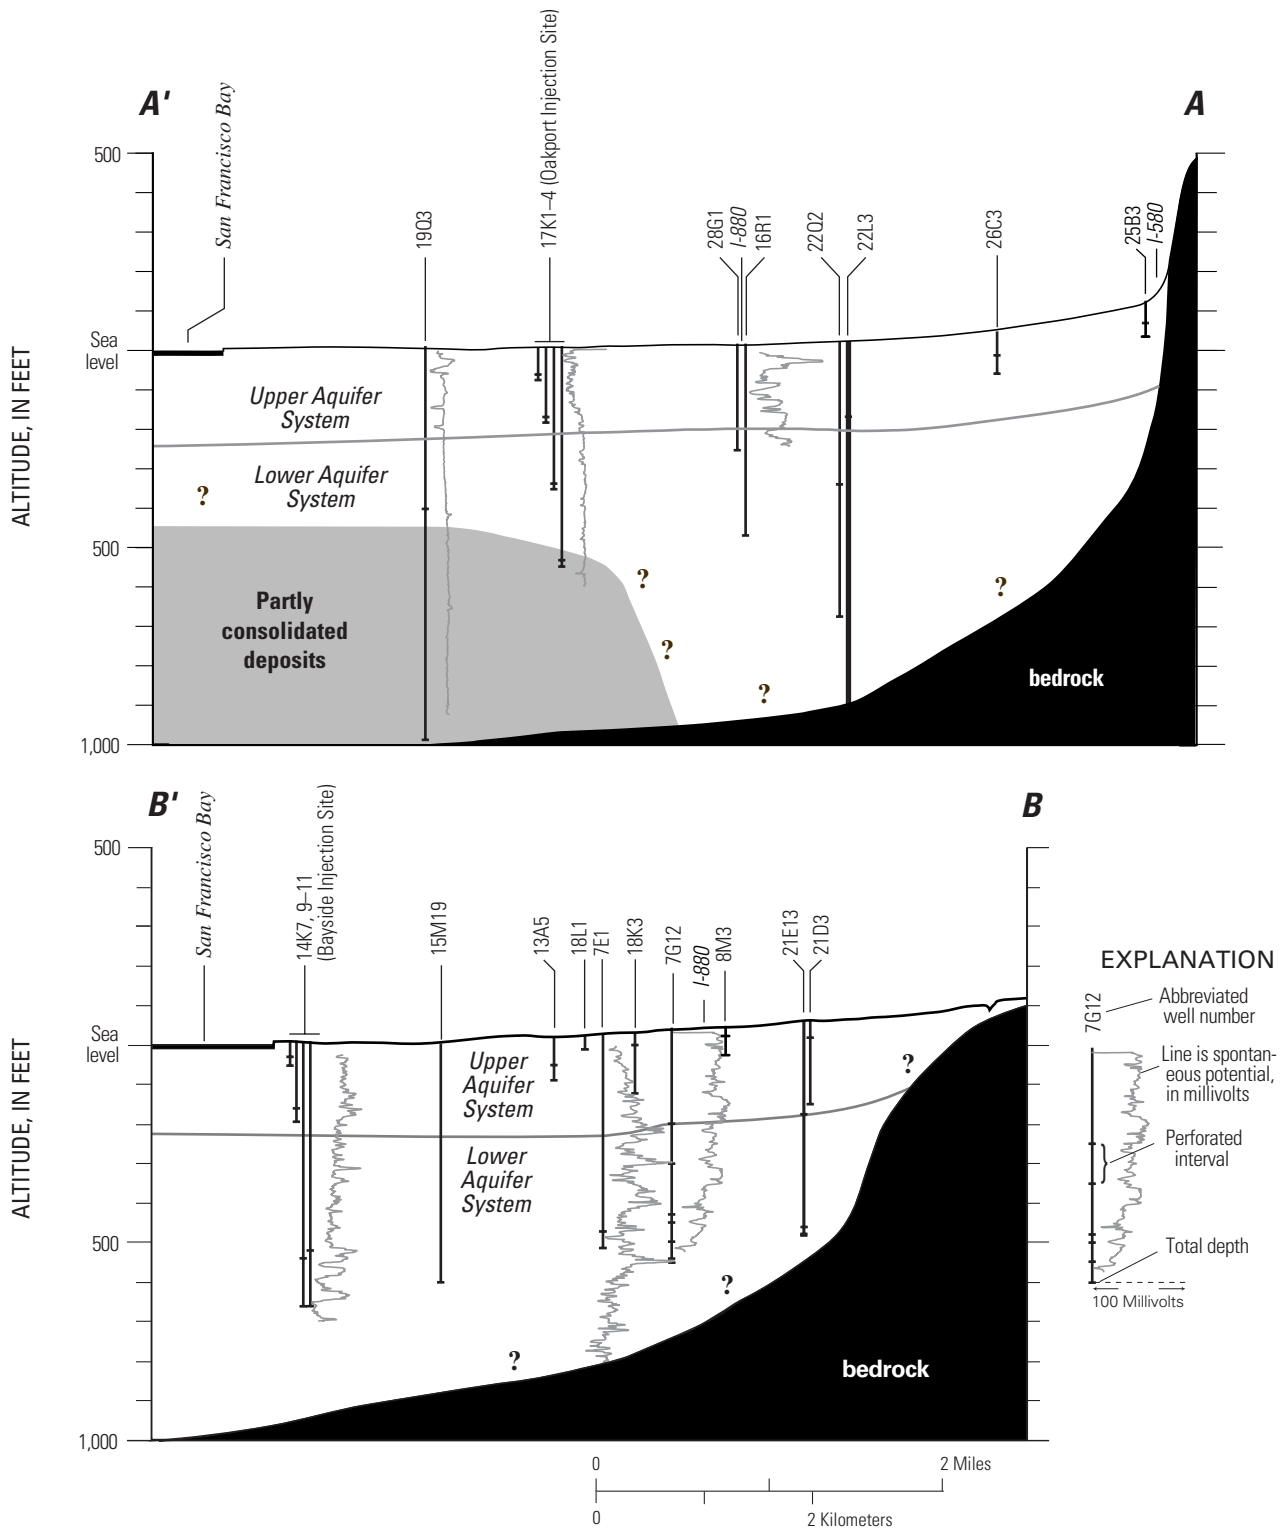 A'
A
San Francisco Bay
19Q3
17K1–4 (Oakport Injection Site)
28G1
I-880
16R1
22Q2
22L3
26C3
25B3
I-580
500
Sea
level
500
1,000
ALTITUDE, IN FEET
Upper Aquifer
System
Lower Aquifer
System
?
Partly
consolidated
deposits
?
?
?
?
bedrock
B'
B
San Francisco Bay
14K7, 9–11
(Bayside Injection Site)
15M19
13A5
18L1
7E1
18K3
7G12
I-880
8M3
21E13
21D3
500
Sea
level
500
1,000
ALTITUDE, IN FEET
Upper
Aquifer
System
Lower
Aquifer
System
?
?
?
bedrock
EXPLANATION
7G12
Abbreviated
well number
Line is spontan-
eous potential,
in millivolts
Perforated
interval
Total depth
100 Millivolts
0
2 Miles
0
2 Kilometers